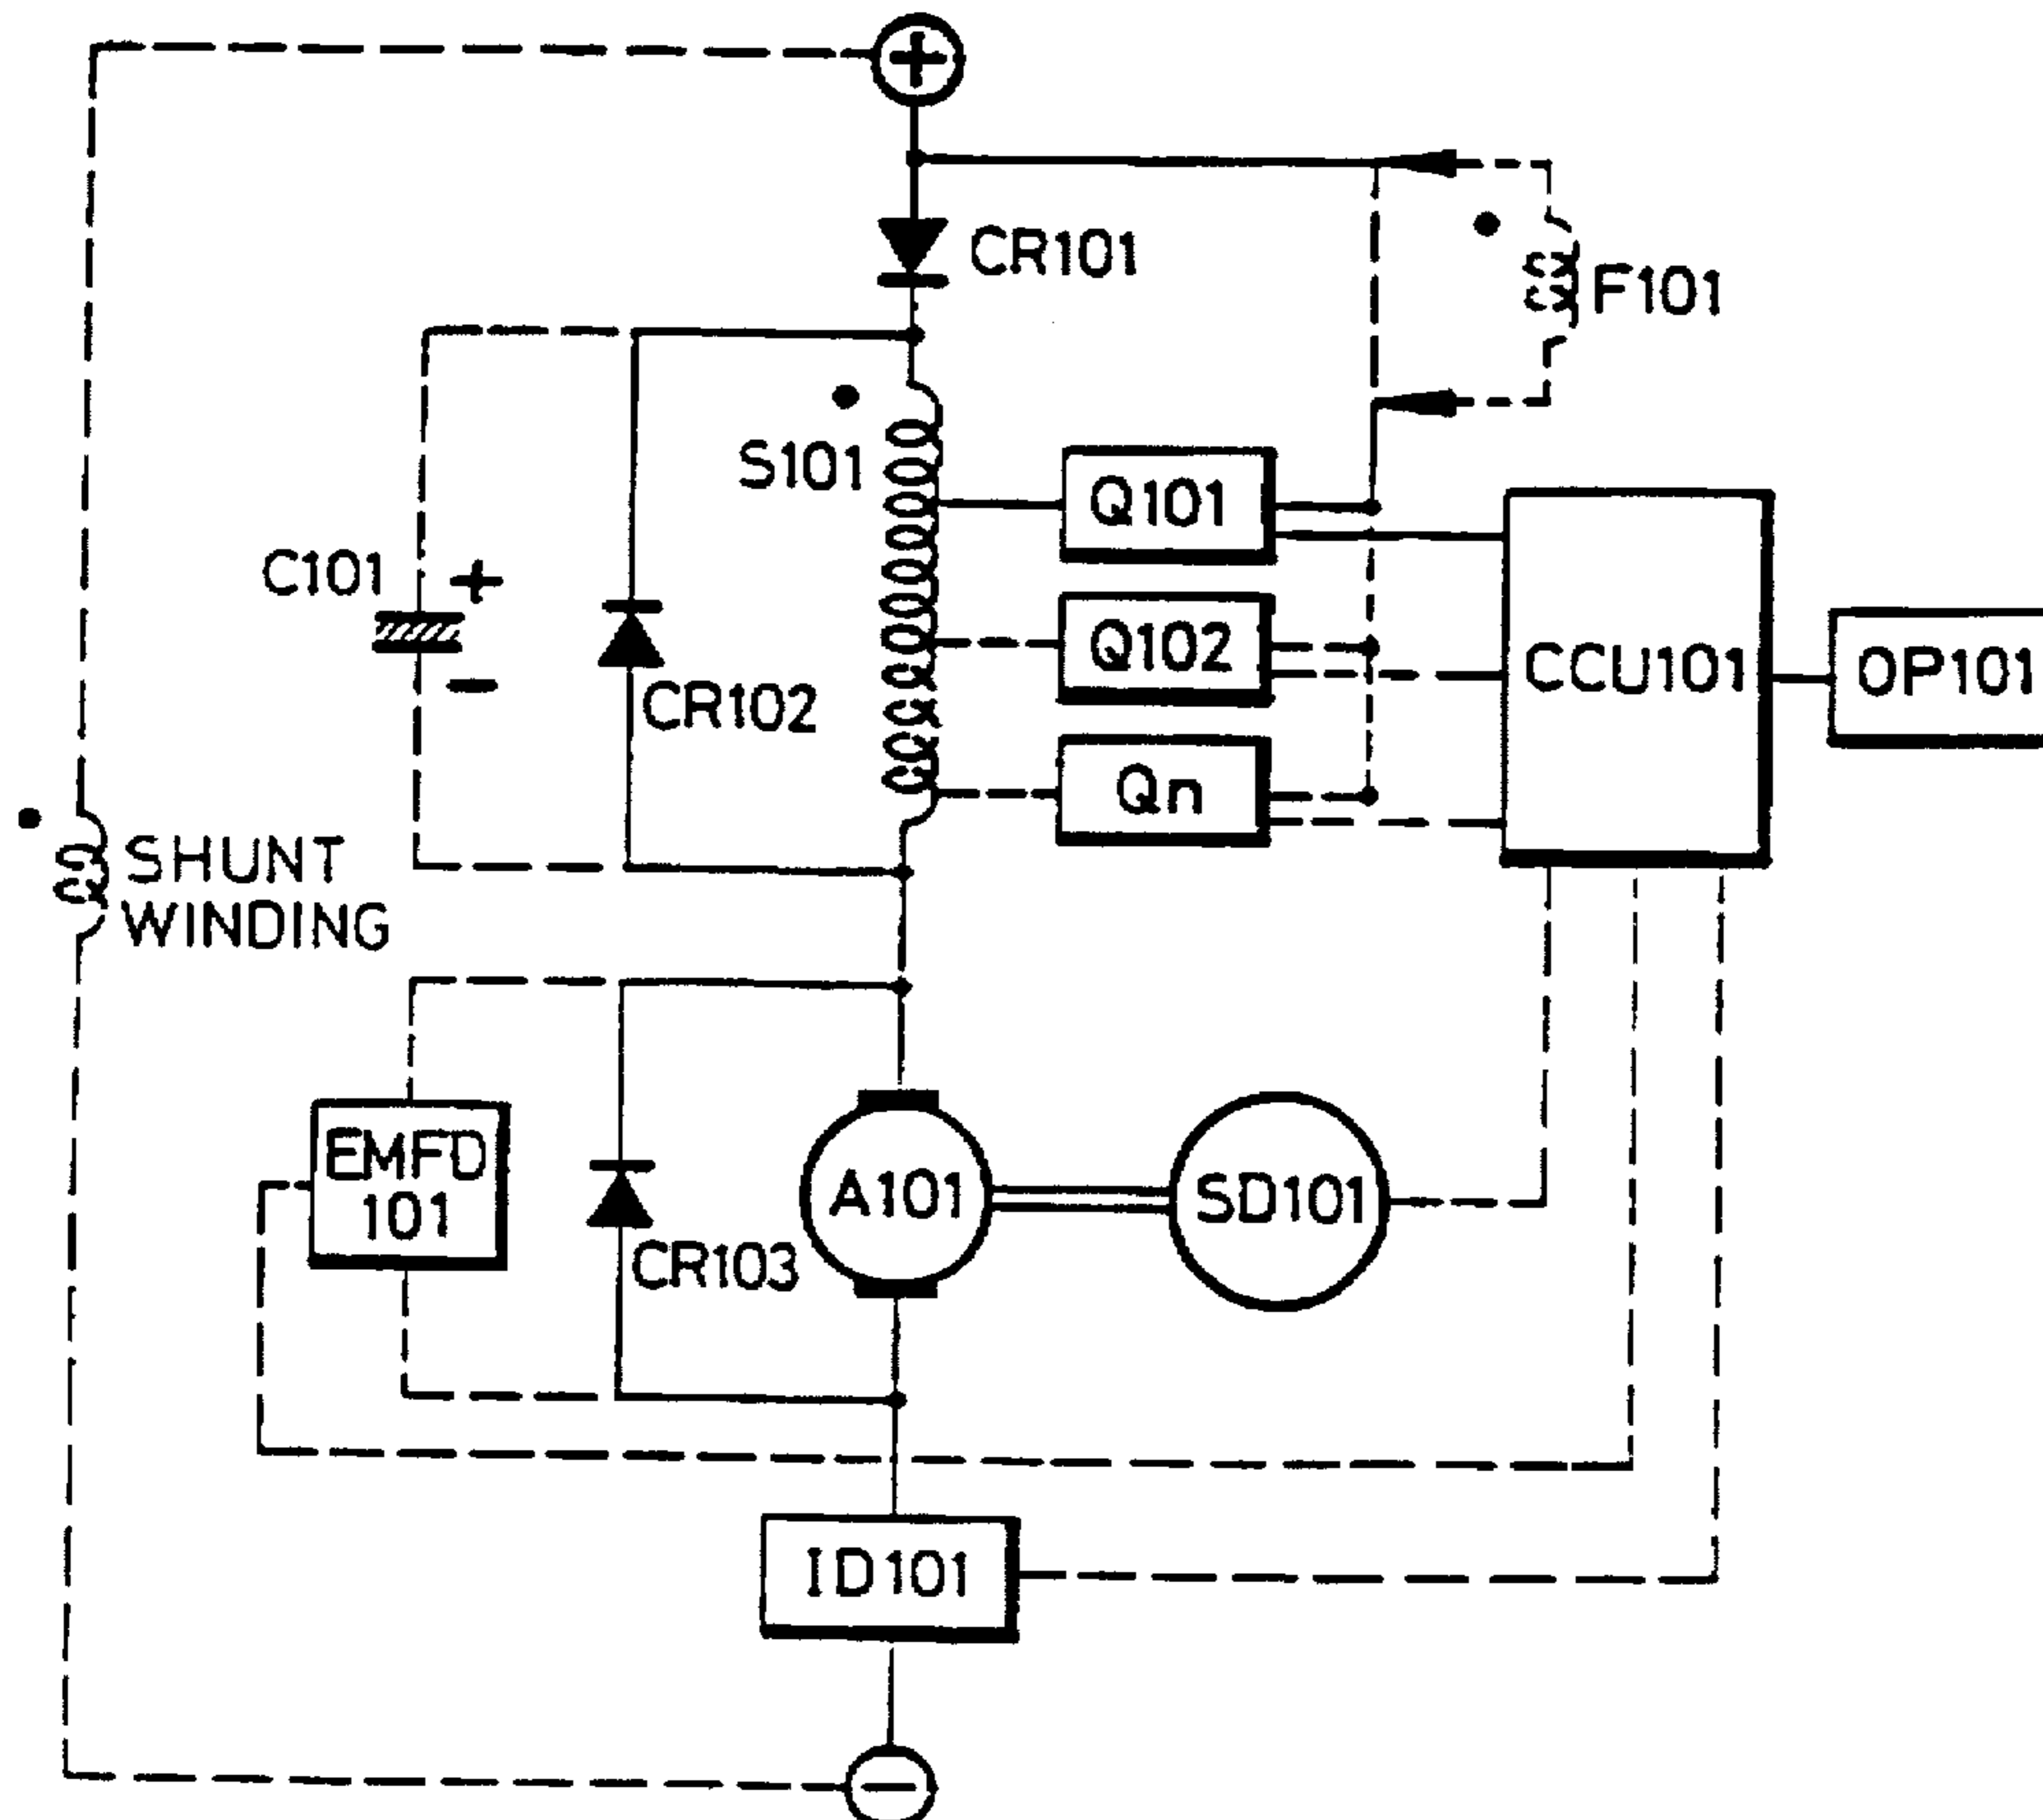 +
CR101
F101
S101
Q101
C101
+
Q102
CCU101
OP101
−
CR102
Qn
SHUNT
WINDING
EMFD
101
A101
SD101
CR103
ID101
−